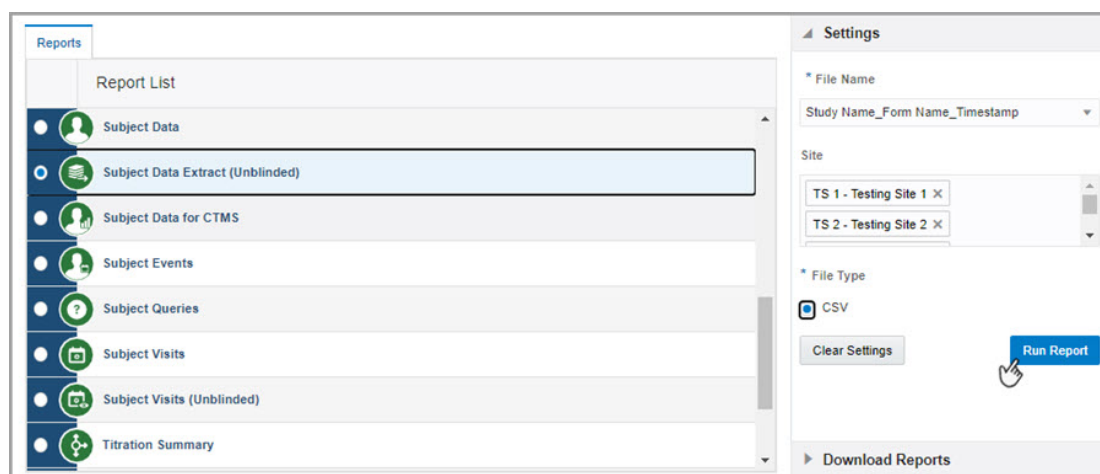 Reports
Report List
Subject Data
Subject Data Extract (Unblinded)
Subject Data for CTMS
Subject Events
Subject Queries
Subject Visits
Subject Visits (Unblinded)
Titration Summary
Settings
* File Name
Study Name_Form Name_Timestamp
Site
TS 1 - Testing Site 1 ×
TS 2 - Testing Site 2 ×
* File Type
CSV
Clear Settings
Run Report
Download Reports